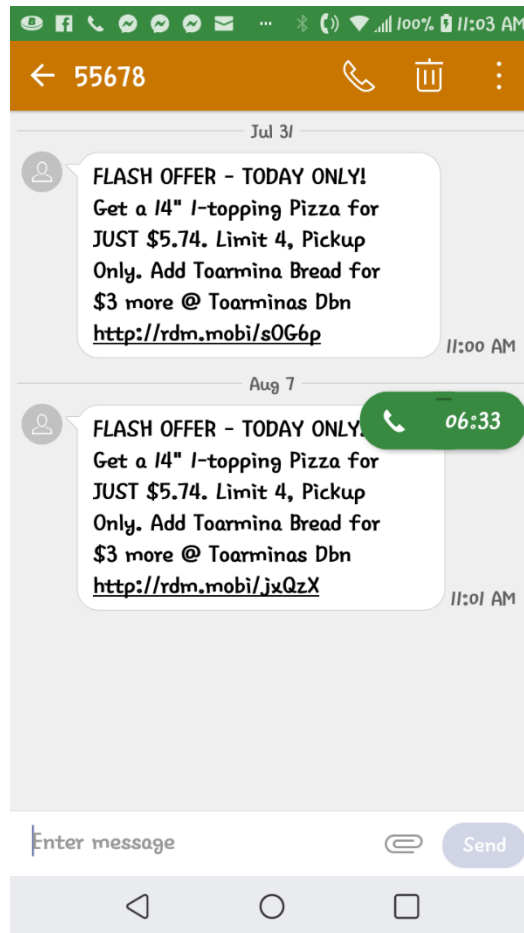 100% 11:03 AM
55678
Jul 31
FLASH OFFER - TODAY ONLY!
Get a 14" 1-topping Pizza for
JUST $5.74. Limit 4, Pickup
Only. Add Toarmina Bread for
$3 more @ Toarminas Dbn
http://rdm.mobi/sOG6p
11:00 AM
Aug 7
06:33
FLASH OFFER - TODAY ONLY
Get a 14" 1-topping Pizza for
JUST $5.74. Limit 4, Pickup
Only. Add Toarmina Bread for
$3 more @ Toarminas Dbn
http://rdm.mobi/jxQzX
11:01 AM
Enter message
Send